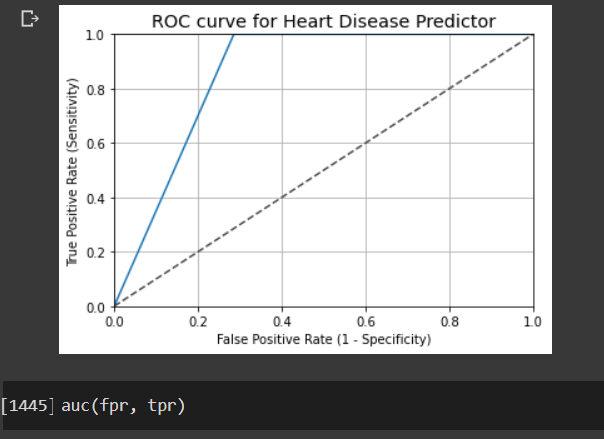 ROC curve for Heart Disease Predictor
1.0
0.8
0.6
0.4
0.2
0.0
True Positive Rate (Sensitivity)
0.0 0.2 0.4 0.6 0.8 1.0
False Positive Rate (1 - Specificity)
[1445] auc(fpr, tpr)